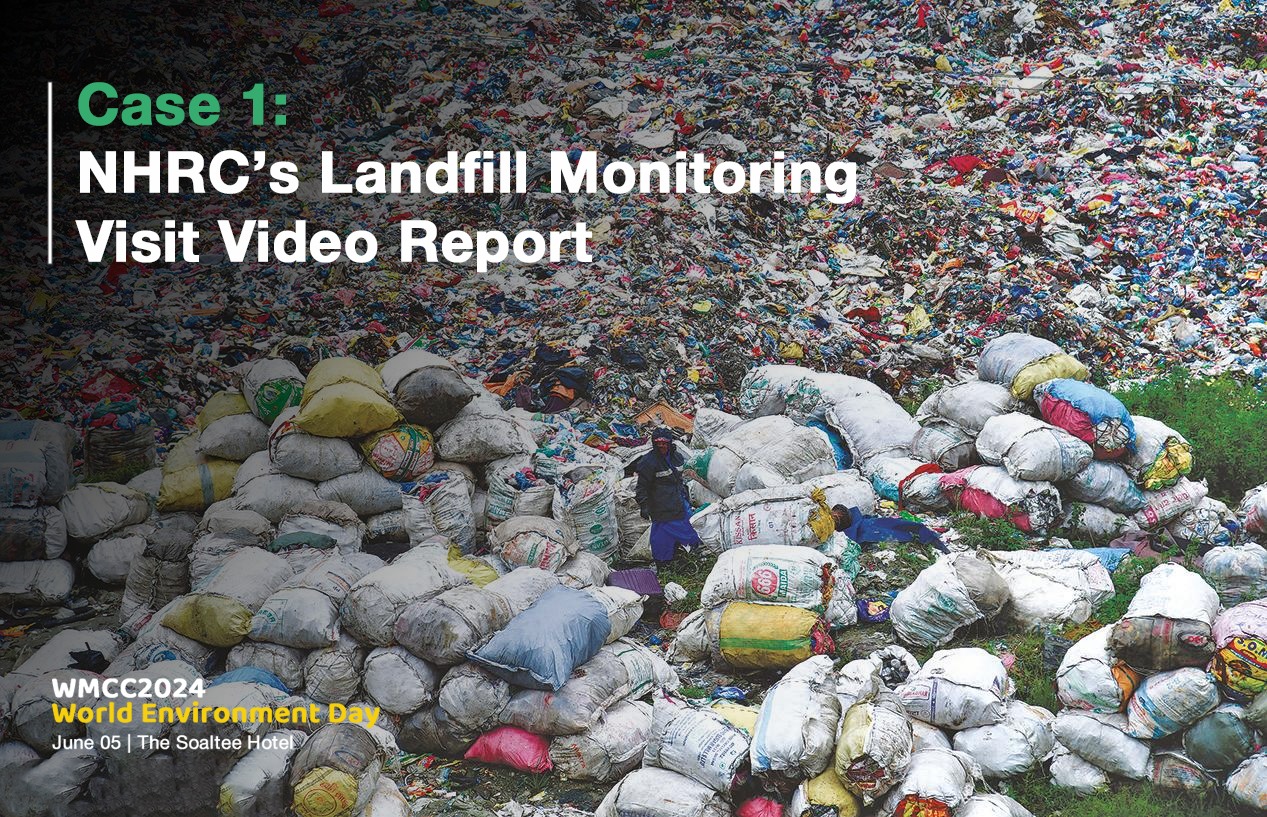 Case 1:
NHRC’s Landfill Monitoring
Visit Video Report
WMCC2024
World Environment Day
June 05 | The Soaltee Hotel